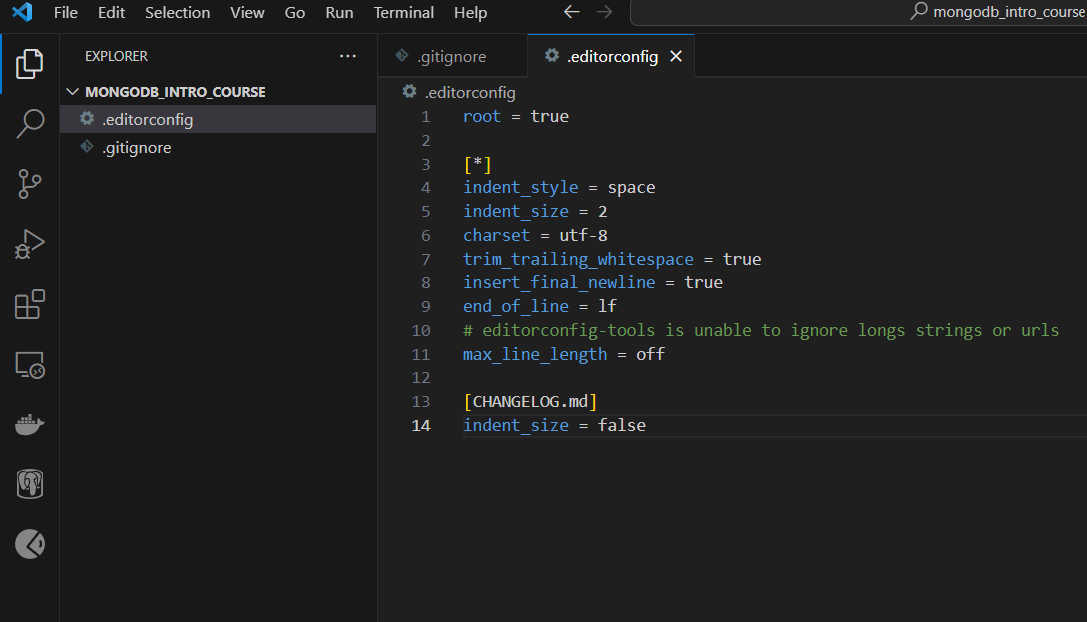 File Edit Selection View Go Run Terminal Help mongodb_intro_course
EXPLORER
MONGODB_INTRO_COURSE
.editorconfig
.gitignore
.gitignore .editorconfig
.editorconfig
1 root = true
2
3 [*]
4 indent_style = space
5 indent_size = 2
6 charset = utf-8
7 trim_trailing_whitespace = true
8 insert_final_newline = true
9 end_of_line = lf
10 # editorconfig-tools is unable to ignore longs strings or urls
11 max_line_length = off
12
13 [CHANGELOG.md]
14 indent_size = false